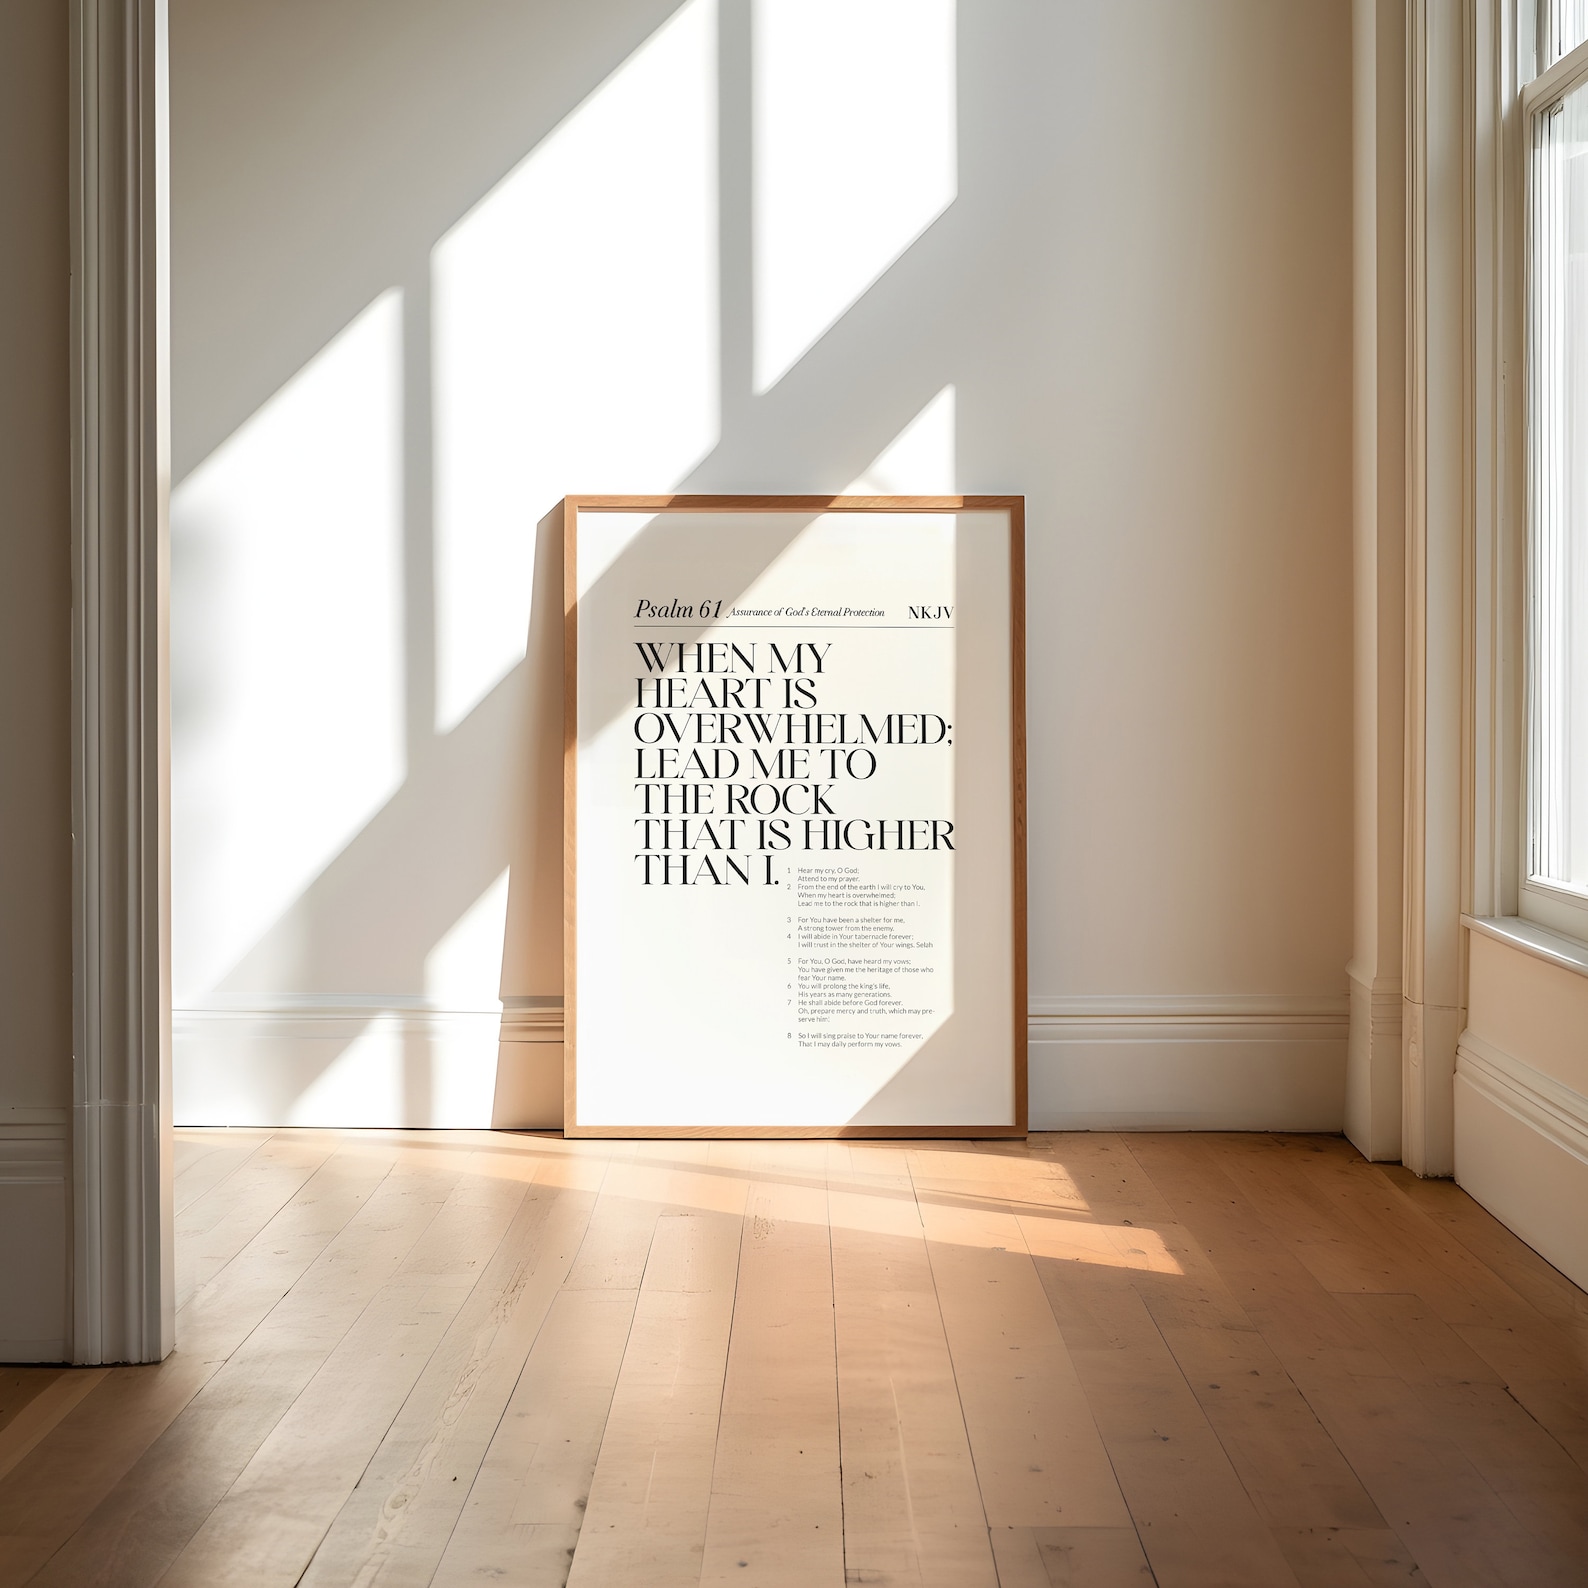 Psalm 61 Assurance of God's Eternal Protection NKJV
WHEN MY
HEART IS
OVERWHELMED;
LEAD ME TO
THE ROCK
THAT IS HIGHER
THAN I.
1 Hear my cry, O God;
Attend to my prayer.
2 From the end of the earth I will cry to You,
When my heart is overwhelmed;
Lead me to the rock that is higher than I.
3 For You have been a shelter for me,
A strong tower from the enemy.
4 I will abide in Your tabernacle forever;
I will trust in the shelter of Your wings. Selah
5 For You, O God, have heard my vows;
You have given me the heritage of those who
fear Your name.
6 You will prolong the king's life,
His years as many generations.
7 He shall abide before God forever.
Oh, prepare mercy and truth, which may pre-
serve him!
8 So I will sing praise to Your name forever,
That I may daily perform my vows.